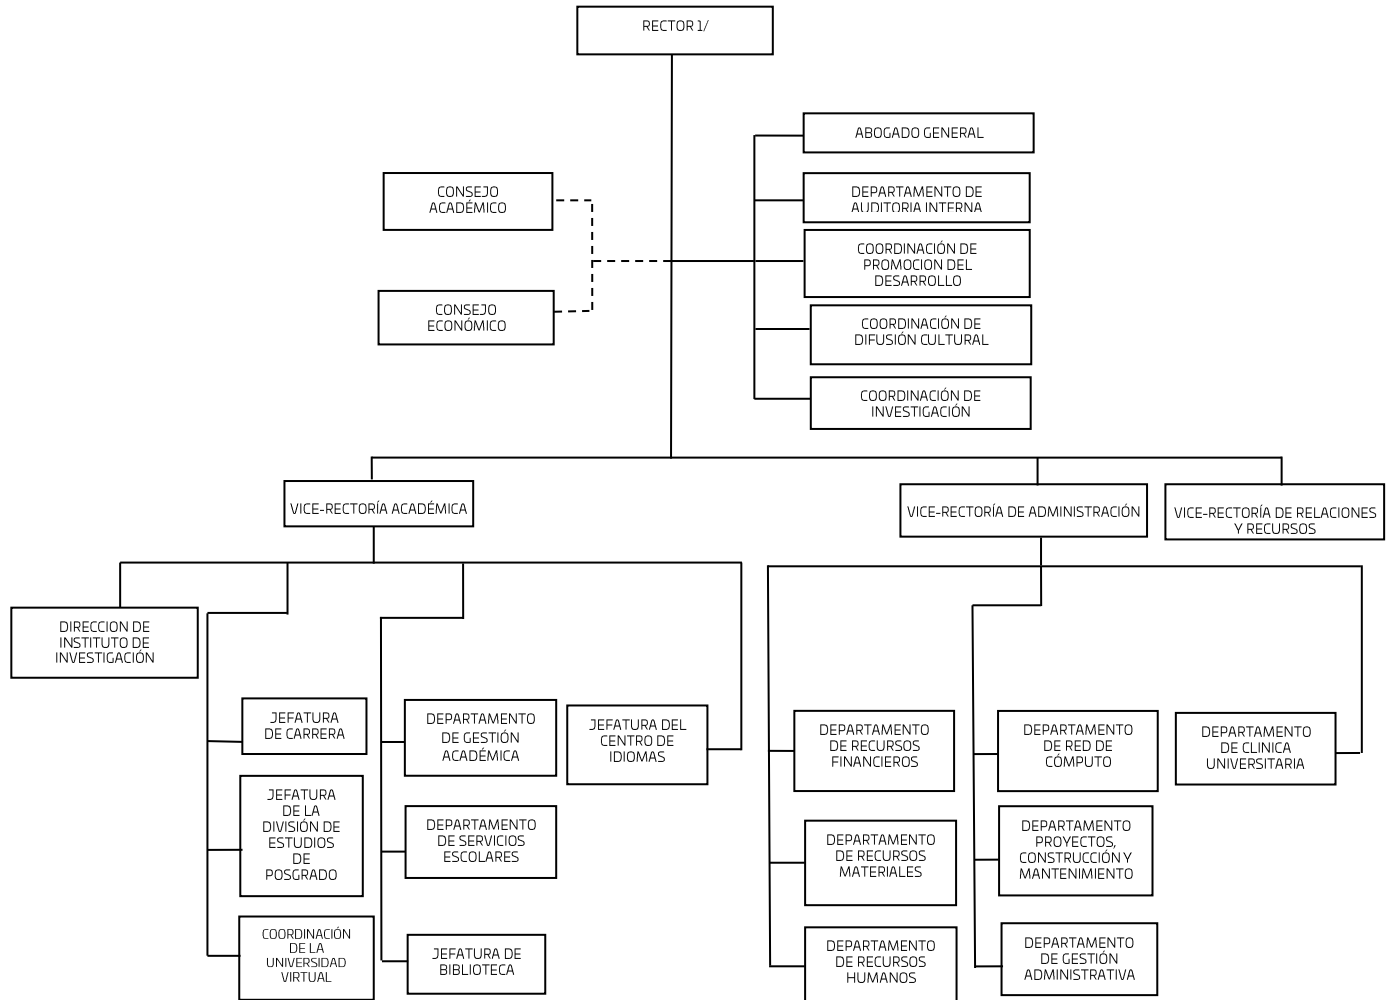 RECTOR 1/
ABOGADO GENERAL
CONSEJO
ACADÉMICO
DEPARTAMENTO DE
AUDITORIA INTERNA
COORDINACIÓN DE
PROMOCION DEL
DESARROLLO
CONSEJO
ECONÓMICO
COORDINACIÓN DE
DIFUSIÓN CULTURAL
COORDINACIÓN DE
INVESTIGACIÓN
VICE-RECTORÍA ACADÉMICA
VICE-RECTORÍA DE ADMINISTRACIÓN
VICE-RECTORÍA DE RELACIONES
Y RECURSOS
DIRECCION DE
INSTITUTO DE
INVESTIGACIÓN
JEFATURA
DE CARRERA
JEFATURA
DE LA
DIVISIÓN DE
ESTUDIOS
DE
POSGRADO
COORDINACIÓN
DE LA
UNIVERSIDAD
VIRTUAL
DEPARTAMENTO
DE GESTIÓN
ACADÉMICA
DEPARTAMENTO
DE SERVICIOS
ESCOLARES
JEFATURA DE
BIBLIOTECA
JEFATURA DEL
CENTRO DE
IDIOMAS
DEPARTAMENTO
DE RECURSOS
FINANCIEROS
DEPARTAMENTO
DE RECURSOS
MATERIALES
DEPARTAMENTO
DE RECURSOS
HUMANOS
DEPARTAMENTO
DE RED DE
CÓMPUTO
DEPARTAMENTO
PROYECTOS,
CONSTRUCCIÓN Y
MANTENIMIENTO
DEPARTAMENTO
DE GESTIÓN
ADMINISTRATIVA
DEPARTAMENTO
DE CLINICA
UNIVERSITARIA